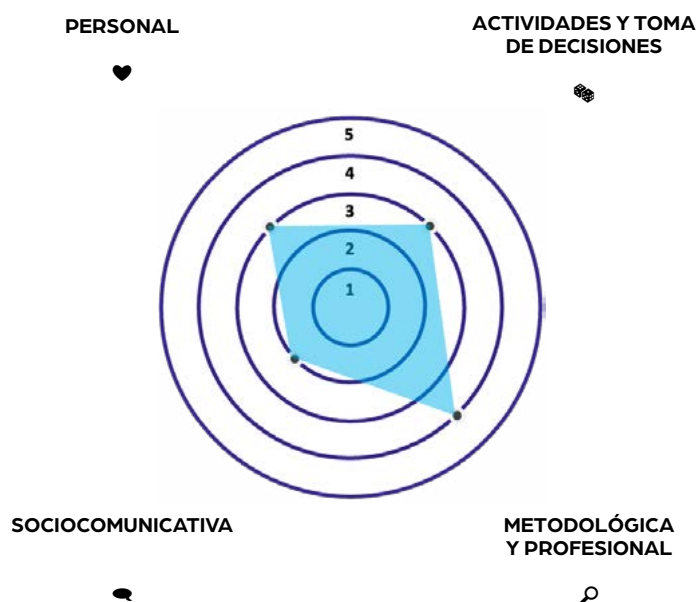 PERSONAL
ACTIVIDADES Y TOMA
DE DECISIONES
5
4
3
2
1
SOCIOCOMUNICATIVA
METODOLÓGICA
Y PROFESIONAL